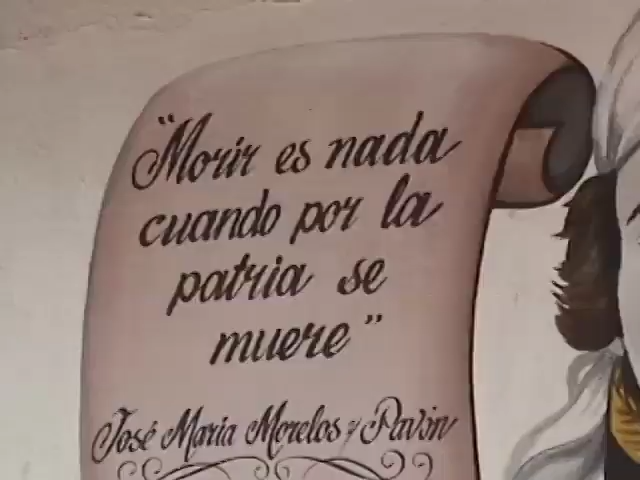 "Morir es nada
cuando por la
patria se
muere"
José María Morelos y Pavón